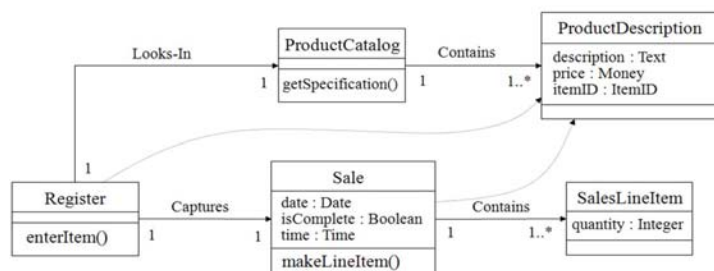 ProductDescription
description : Text
price : Money
itemID : ItemID
ProductCatalog
getSpecification()
Looks-In
1
1
Contains
1
1..*
Register
enterItem()
Captures
1
1
Sale
date : Date
isComplete : Boolean
time : Time
makeLineItem()
Contains
1
1..*
SalesLineItem
quantity : Integer